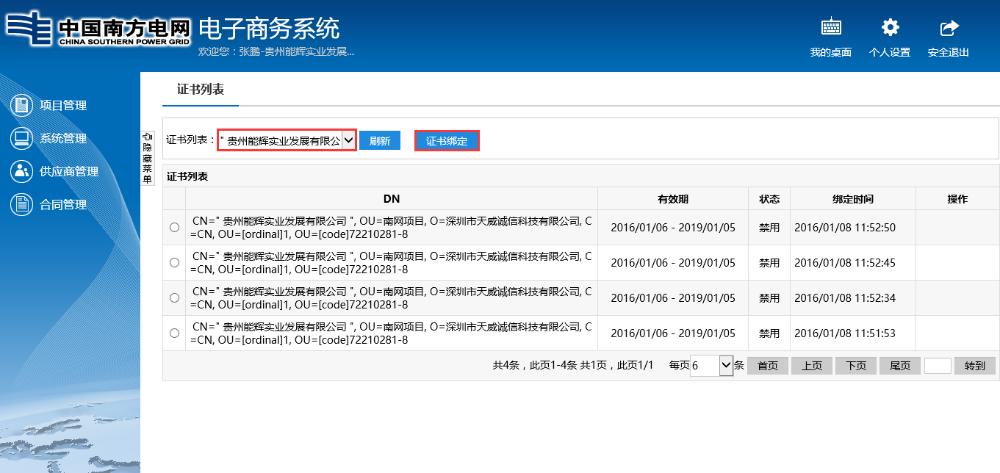 中国南方电网
CHINA SOUTHERN POWER GRID
电子商务系统
欢迎您：张鹏-贵州能辉实业发展...
我的桌面
个人设置
安全退出
项目管理
系统管理
供应商管理
合同管理
隐藏菜单
证书列表
证书列表：
" 贵州能辉实业发展有限公
刷新
证书绑定
证书列表
DN 有效期 状态 绑定时间 操作
CN=" 贵州能辉实业发展有限公司 ", OU=南网项目, O=深圳市天威诚信科技有限公司, C
=CN, OU=[ordinal]1, OU=[code]72210281-8
2016/01/06 - 2019/01/05 禁用 2016/01/08 11:52:50
CN=" 贵州能辉实业发展有限公司 ", OU=南网项目, O=深圳市天威诚信科技有限公司, C
=CN, OU=[ordinal]1, OU=[code]72210281-8
2016/01/06 - 2019/01/05 禁用 2016/01/08 11:52:45
CN=" 贵州能辉实业发展有限公司 ", OU=南网项目, O=深圳市天威诚信科技有限公司, C
=CN, OU=[ordinal]1, OU=[code]72210281-8
2016/01/06 - 2019/01/05 禁用 2016/01/08 11:52:34
CN=" 贵州能辉实业发展有限公司 ", OU=南网项目, O=深圳市天威诚信科技有限公司, C
=CN, OU=[ordinal]1, OU=[code]72210281-8
2016/01/06 - 2019/01/05 禁用 2016/01/08 11:51:53
共4条，此页1-4条 共1页，此页1/1 每页 6 条 首页 上页 下页 尾页 转到